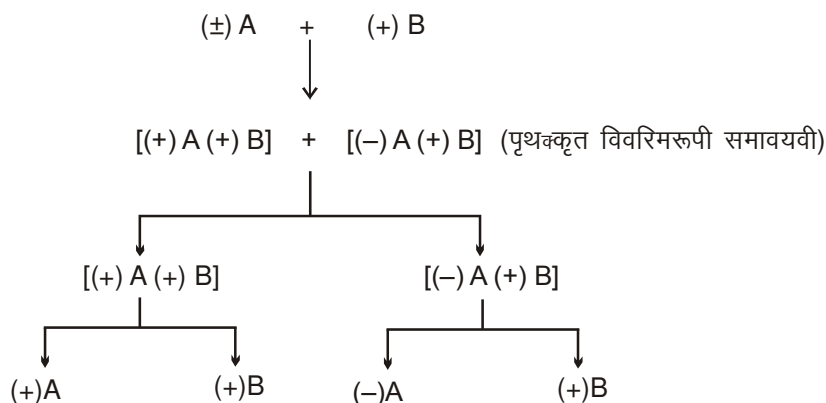 (±) A + (+) B
[(+) A (+) B] + [(–) A (+) B] (पृथक्कृत विवरिमरूपी समावयवी)
[(+) A (+) B] [(–) A (+) B]
(+)A (+)B (–)A (+)B